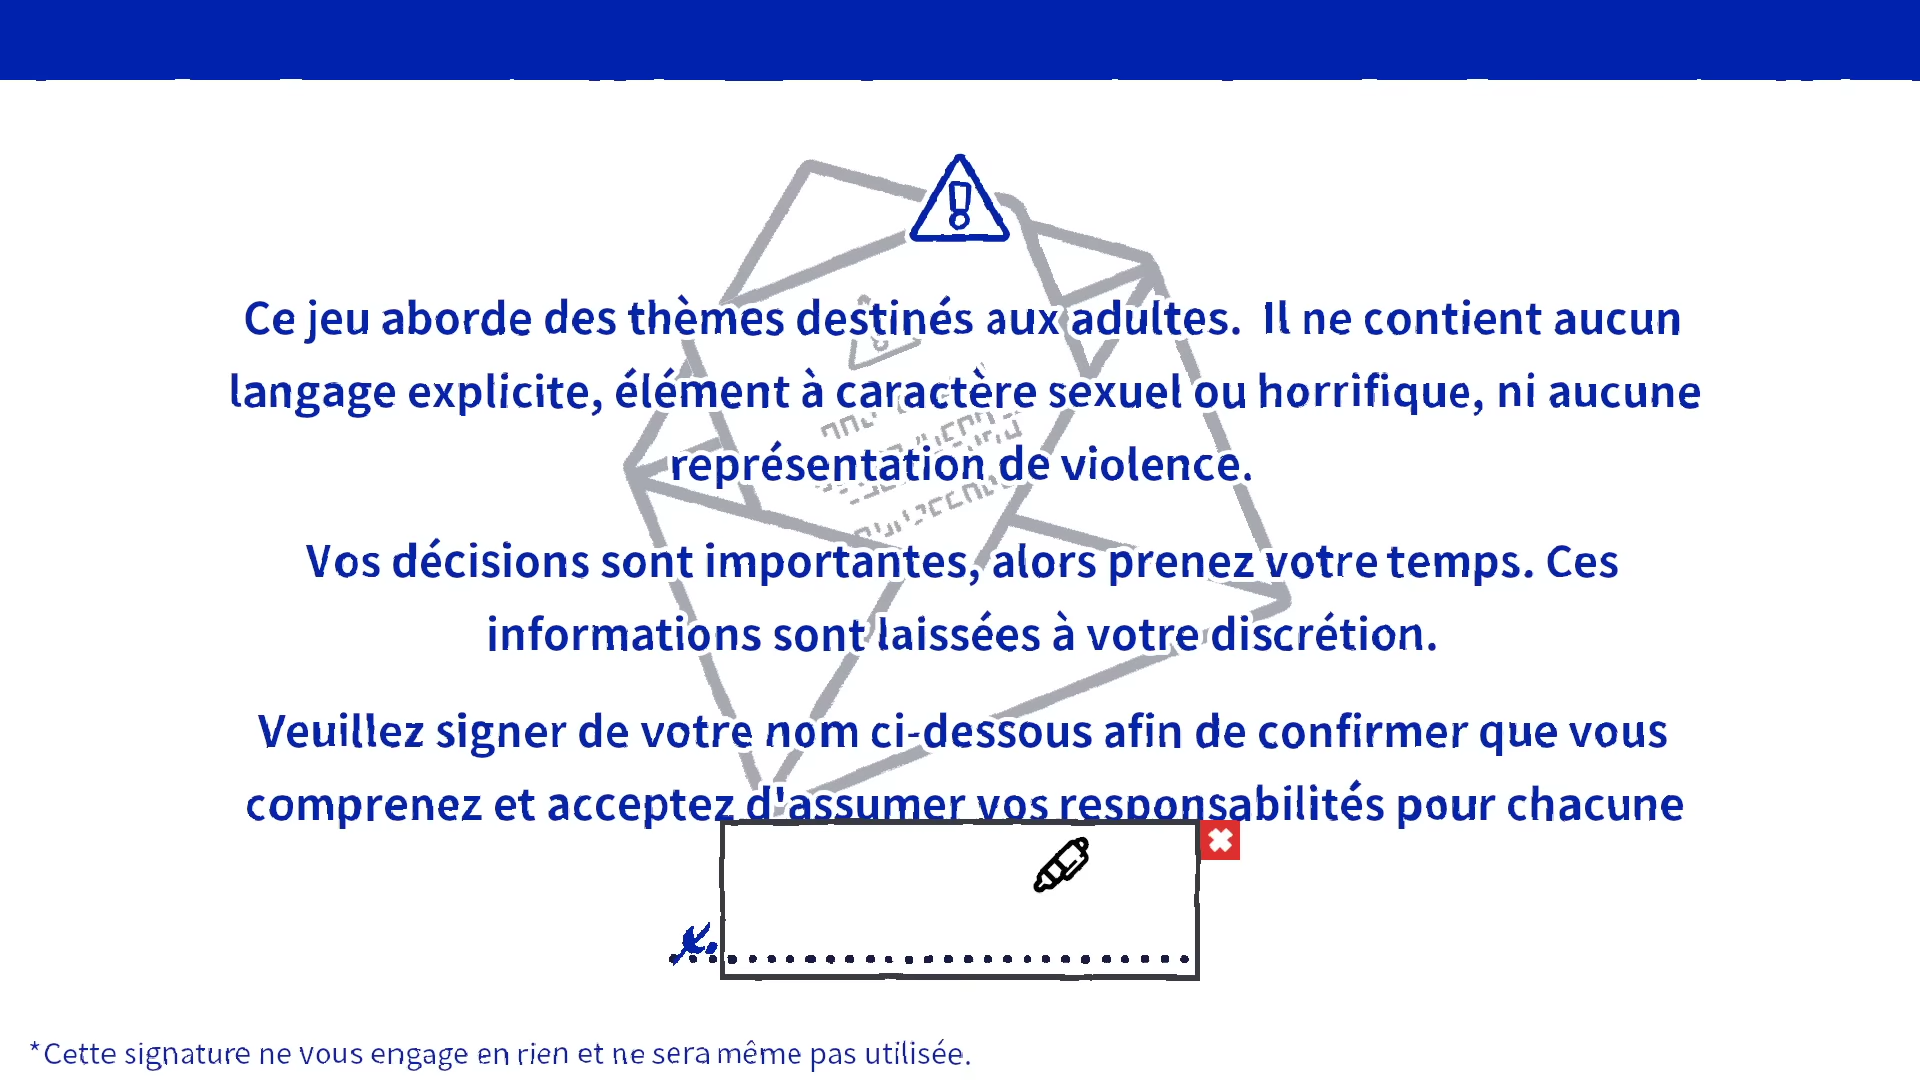 Ce jeu aborde des thèmes destinés aux adultes. Il ne contient aucun
langage explicite, élément à caractère sexuel ou horrifique, ni aucune
représentation de violence.
Vos décisions sont importantes, alors prenez votre temps. Ces
informations sont laissées à votre discrétion.
Veuillez signer de votre nom ci-dessous afin de confirmer que vous
comprenez et acceptez d'assumer vos responsabilités pour chacune
x.
*Cette signature ne vous engage en rien et ne sera même pas utilisée.